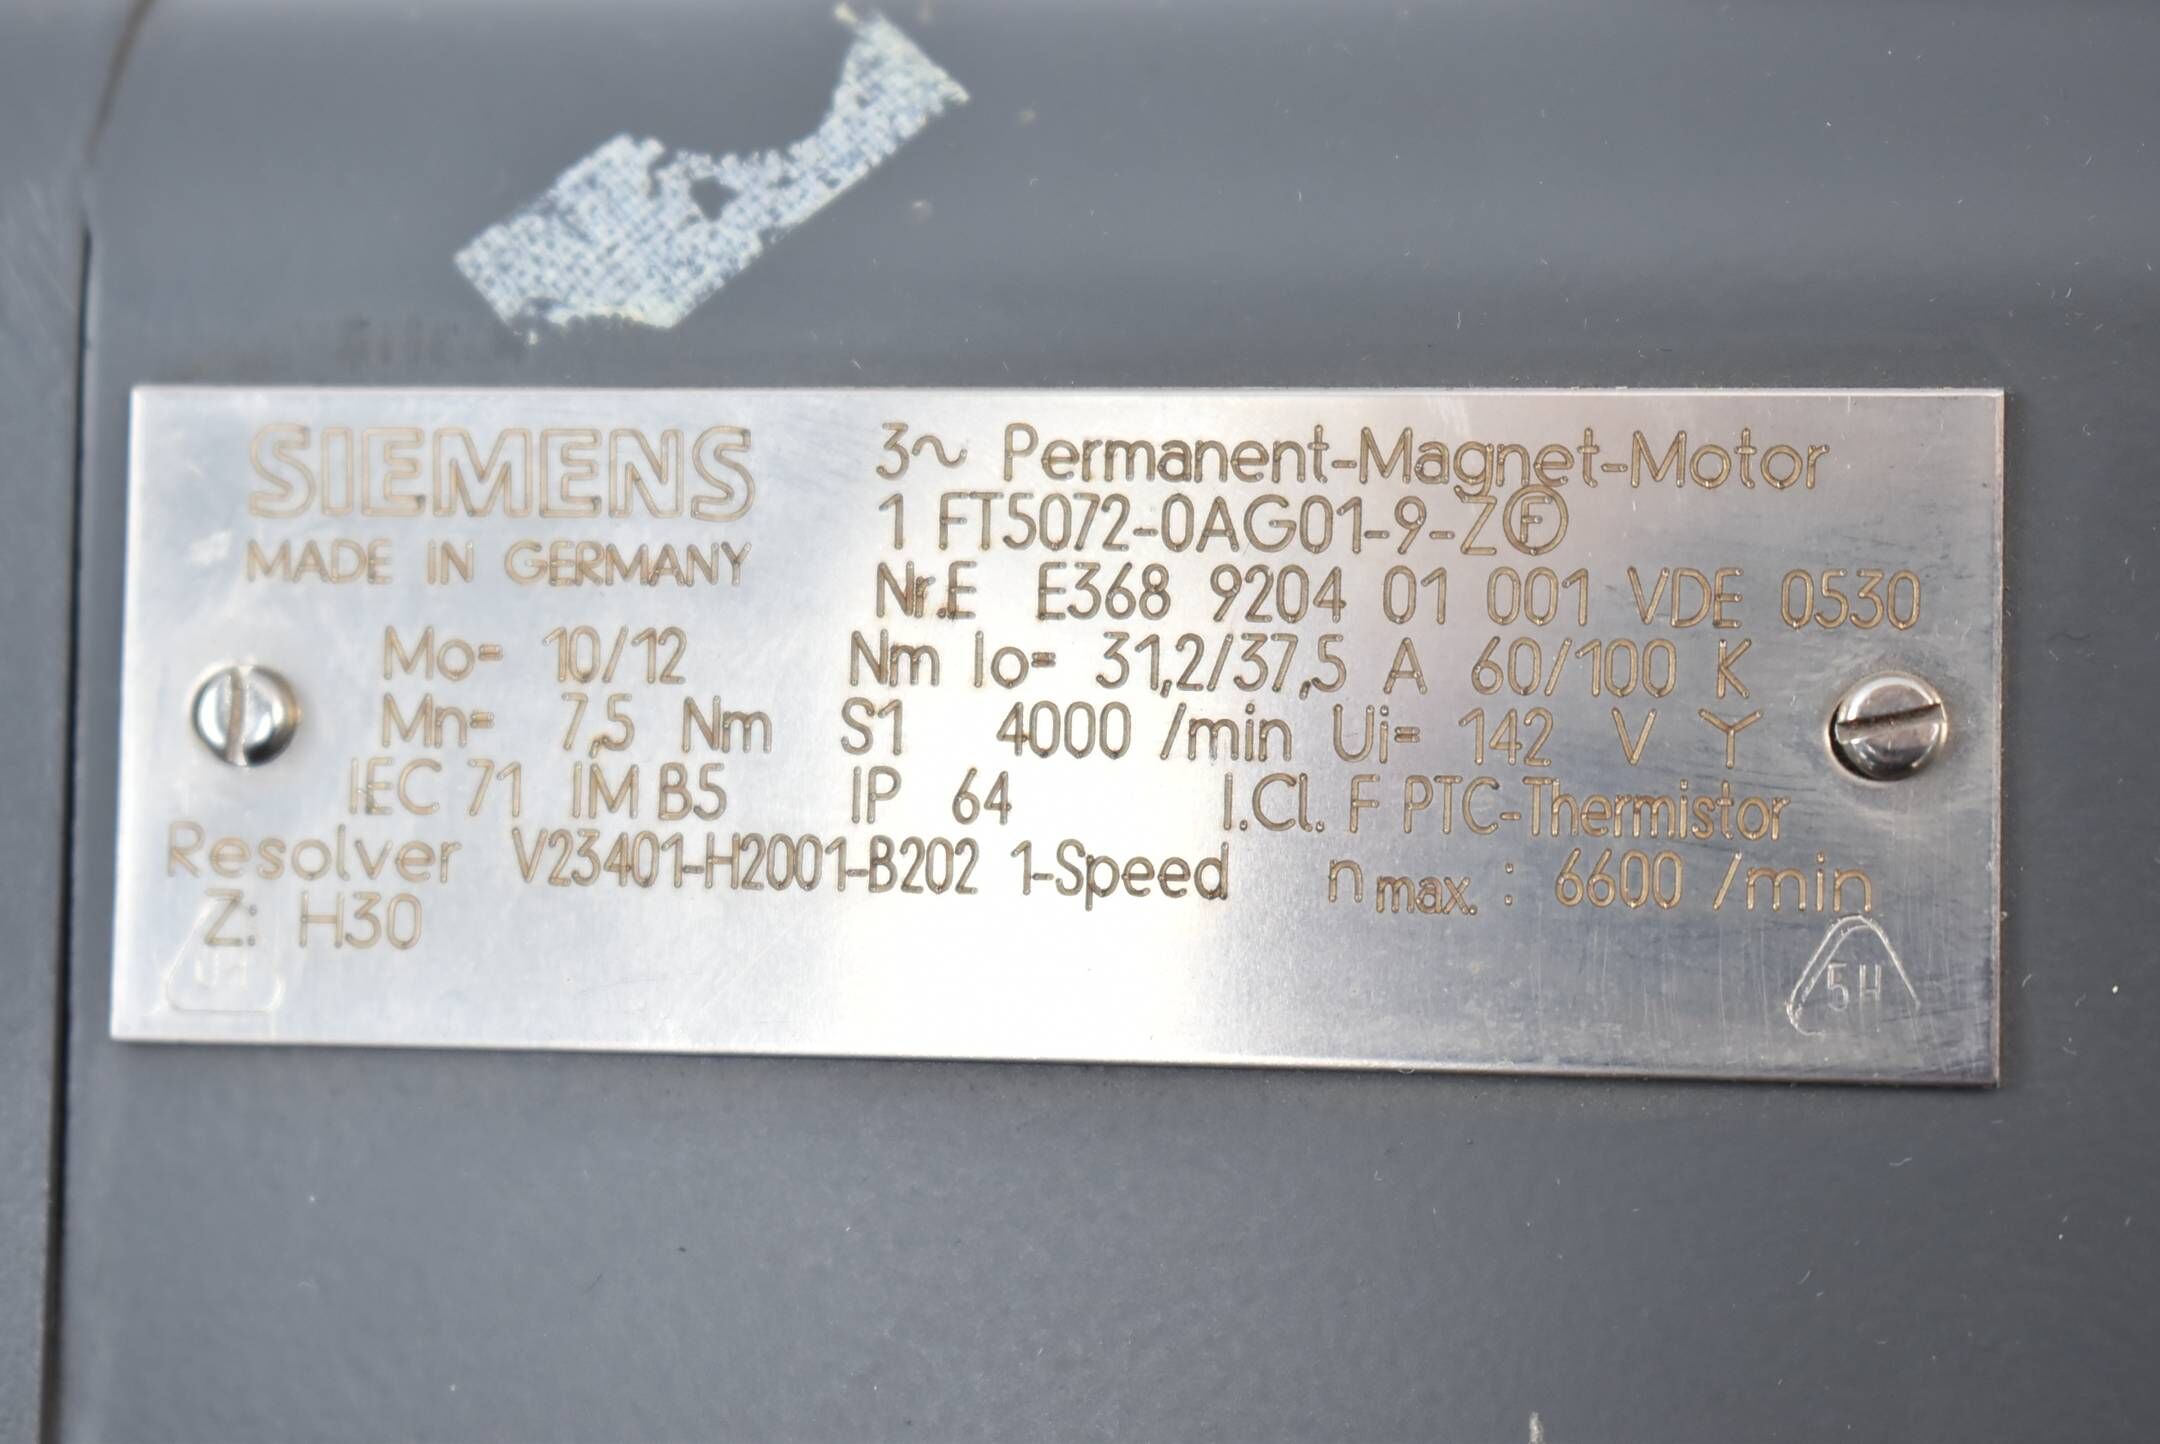 SIEMENS
MADE IN GERMANY
3~ Permanent-Magnet-Motor
1 FT5072-0AG01-9-Z Ⓕ
Nr.E E368 9204 01 001 VDE 0530
Mo= 10/12 Nm Io= 31,2/37,5 A 60/100 K
Mn= 7,5 Nm S1 4000 /min Ui= 142 V Y
IEC 71 IM B5 IP 64 I.Cl. F PTC-Thermistor
Resolver V23401-H2001-B202 1-Speed n max. : 6600 /min
Z: H30
5H